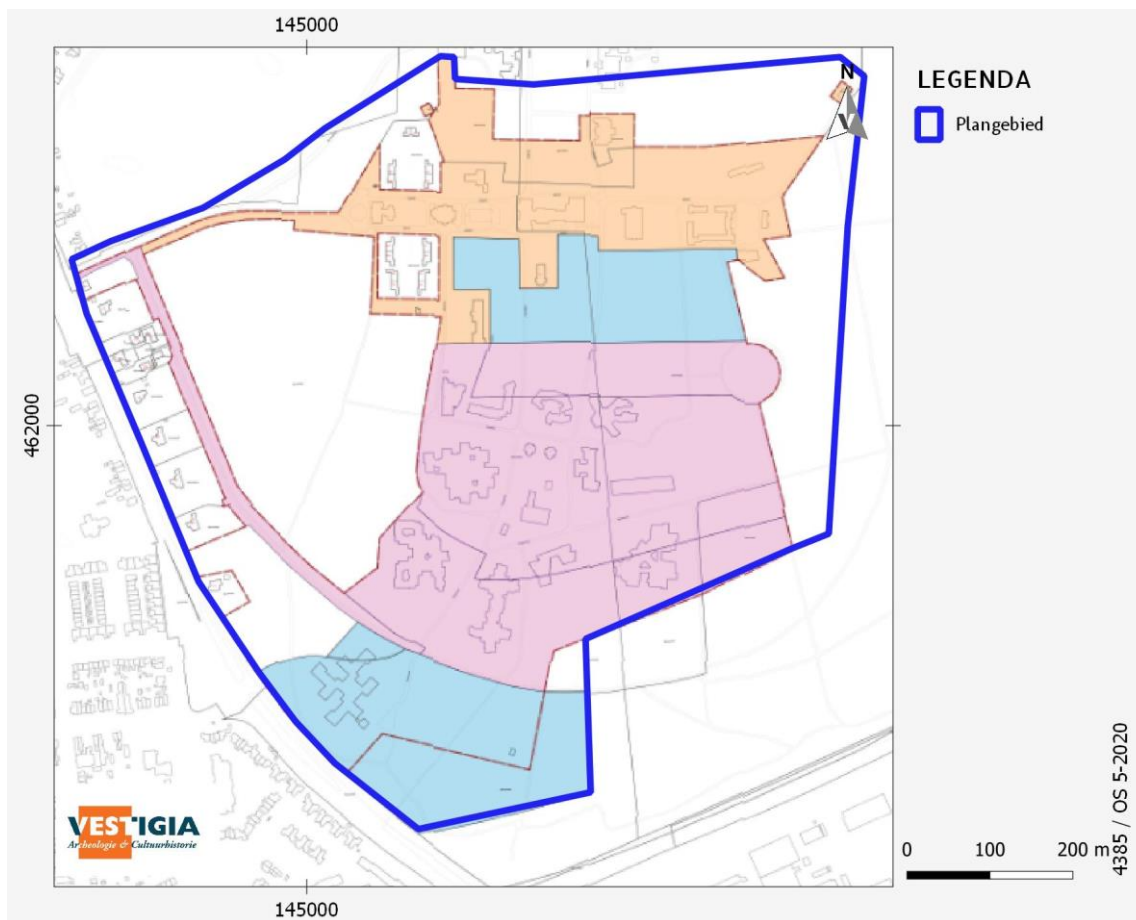 145000
LEGENDA
Plangebied
N
V
462000
VESTIGIA
Archeologie & Cultuurhistorie
0 100 200 m
4385 / OS 5-2020
145000